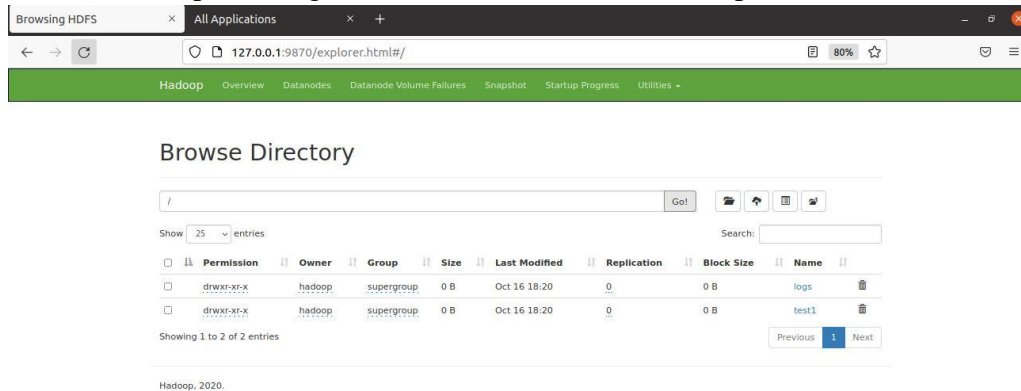 Browsing HDFS × All Applications × +
127.0.0.1:9870/explorer.html#/ 80%
Hadoop Overview Datanodes Datanode Volume Failures Snapshot Startup Progress Utilities
Browse Directory
/ Go!
Show 25 entries Search:
Permission Owner Group Size Last Modified Replication Block Size Name
drwxr-xr-x hadoop supergroup 0 B Oct 16 18:20 0 0 B logs
drwxr-xr-x hadoop supergroup 0 B Oct 16 18:20 0 0 B test1
Showing 1 to 2 of 2 entries Previous 1 Next
Hadoop, 2020.